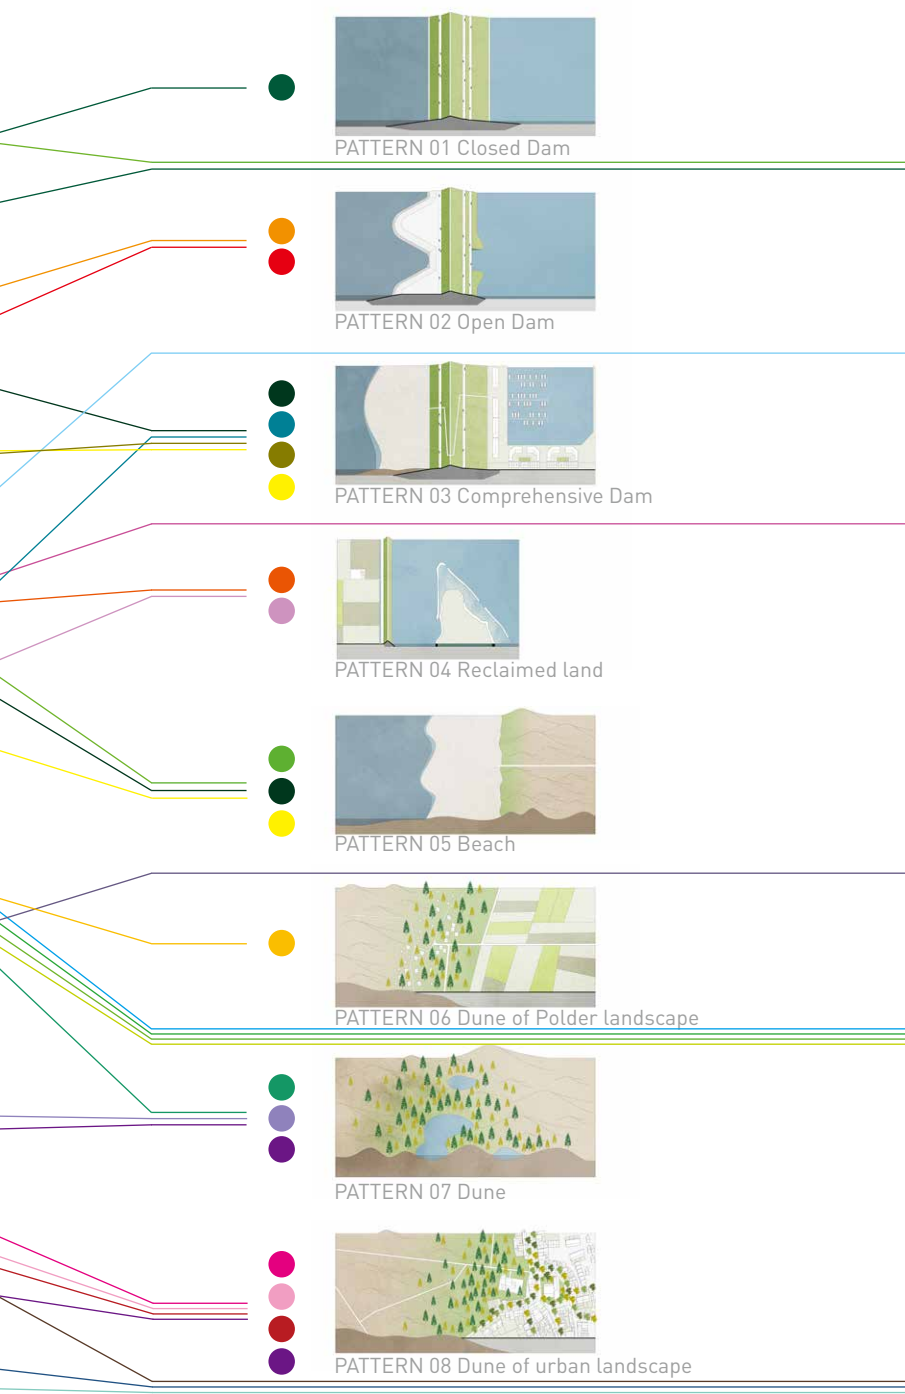 PATTERN 01 Closed Dam
PATTERN 02 Open Dam
PATTERN 03 Comprehensive Dam
PATTERN 04 Reclaimed land
PATTERN 05 Beach
PATTERN 06 Dune of Polder landscape
PATTERN 07 Dune
PATTERN 08 Dune of urban landscape